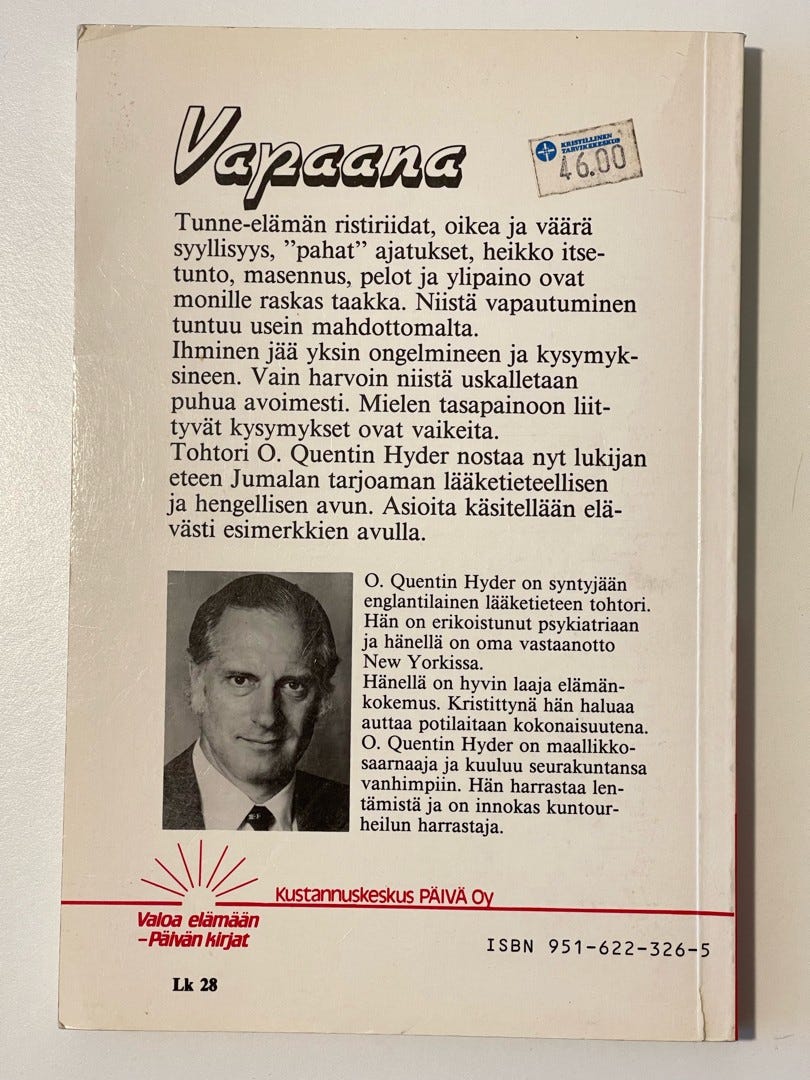 Vapaana
KRISTILLINEN
TARVIKEKESKUS
46.00
Tunne-elämän ristiriidat, oikea ja väärä
syyllisyys, ”pahat” ajatukset, heikko itse-
tunto, masennus, pelot ja ylipaino ovat
monille raskas taakka. Niistä vapautuminen
tuntuu usein mahdottomalta.
Ihminen jää yksin ongelmineen ja kysymyk-
sineen. Vain harvoin niistä uskalletaan
puhua avoimesti. Mielen tasapainoon liit-
tyvät kysymykset ovat vaikeita.
Tohtori O. Quentin Hyder nostaa nyt lukijan
eteen Jumalan tarjoaman lääketieteellisen
ja hengellisen avun. Asioita käsitellään elä-
västi esimerkkien avulla.
O. Quentin Hyder on syntyjään
englantilainen lääketieteen tohtori.
Hän on erikoistunut psykiatriaan
ja hänellä on oma vastaanotto
New Yorkissa.
Hänellä on hyvin laaja elämän-
kokemus. Kristittynä hän haluaa
auttaa potilaitaan kokonaisuutena.
O. Quentin Hyder on maallikko-
saarnaaja ja kuuluu seurakuntansa
vanhimpiin. Hän harrastaa len-
tämistä ja on innokas kuntour-
heilun harrastaja.
Kustannuskeskus PÄIVÄ Oy
Valoa elämään
–Päivän kirjat
ISBN 951-622-326-5
Lk 28